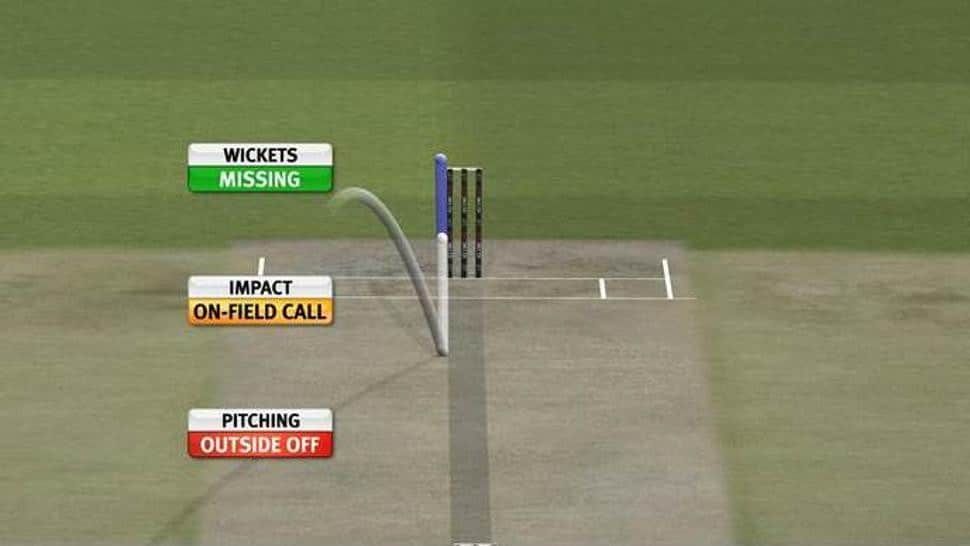 WICKETS
MISSING
IMPACT
ON-FIELD CALL
PITCHING
OUTSIDE OFF